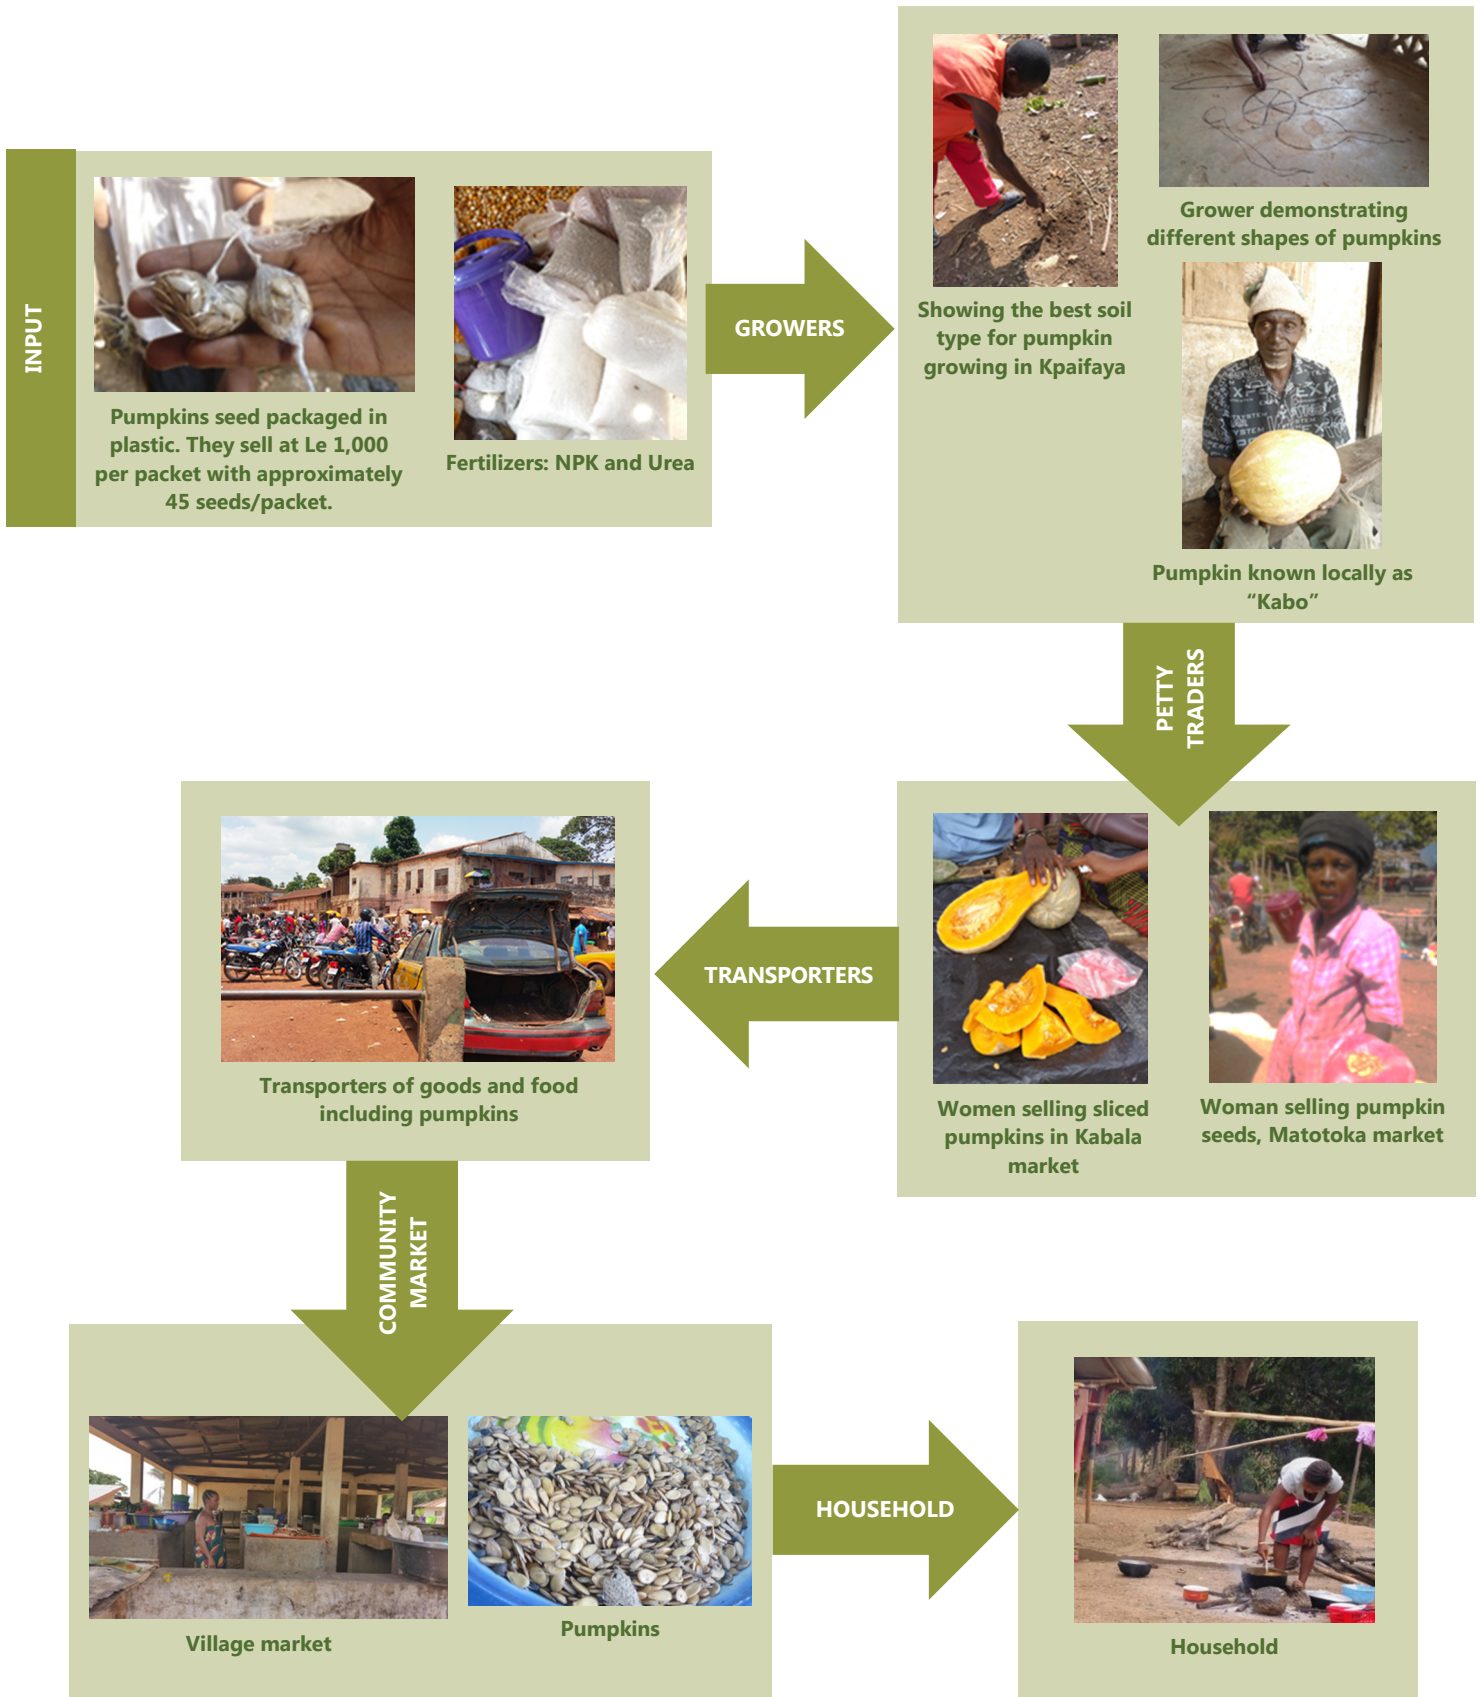 INPUT
Pumpkins seed packaged in
plastic. They sell at Le 1,000
per packet with approximately
45 seeds/packet.
Fertilizers: NPK and Urea
GROWERS
Showing the best soil
type for pumpkin
growing in Kpaifaya
Grower demonstrating
different shapes of pumpkins
Pumpkin known locally as
“Kabo”
PETTY
TRADERS
Women selling sliced
pumpkins in Kabala
market
Woman selling pumpkin
seeds, Matotoka market
TRANSPORTERS
Transporters of goods and food
including pumpkins
COMMUNITY
MARKET
Village market
Pumpkins
HOUSEHOLD
Household